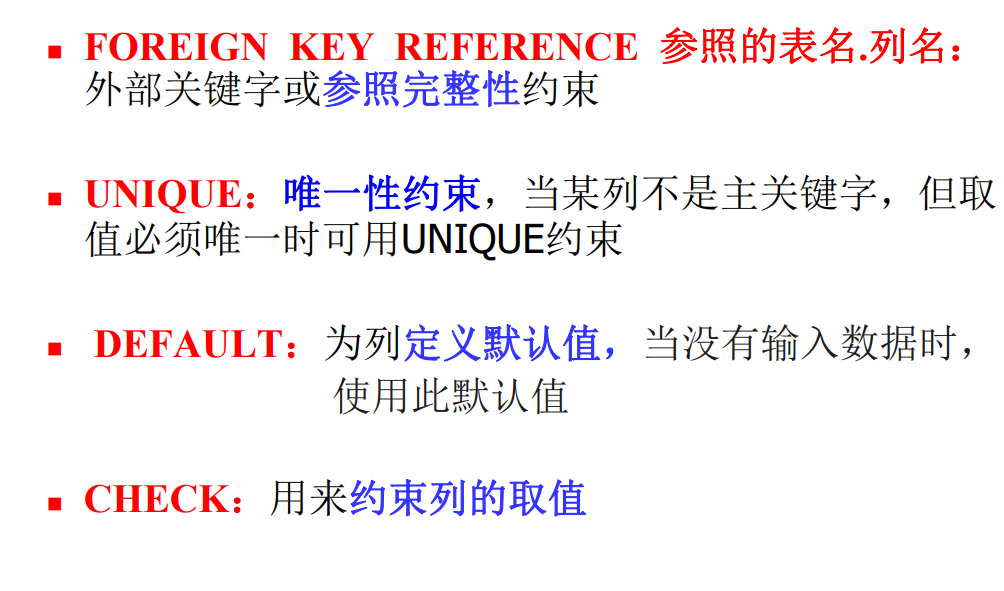 ▪ FOREIGN KEY REFERENCE 参照的表名.列名：
外部关键字或参照完整性约束
▪ UNIQUE：唯一性约束，当某列不是主关键字，但取
值必须唯一时可用UNIQUE约束
▪ DEFAULT：为列定义默认值，当没有输入数据时，
使用此默认值
▪ CHECK：用来约束列的取值